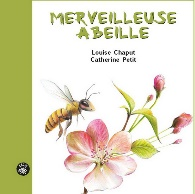 MERVEILLEUSE
ABEILLE
Louise Chaput
Catherine Petit